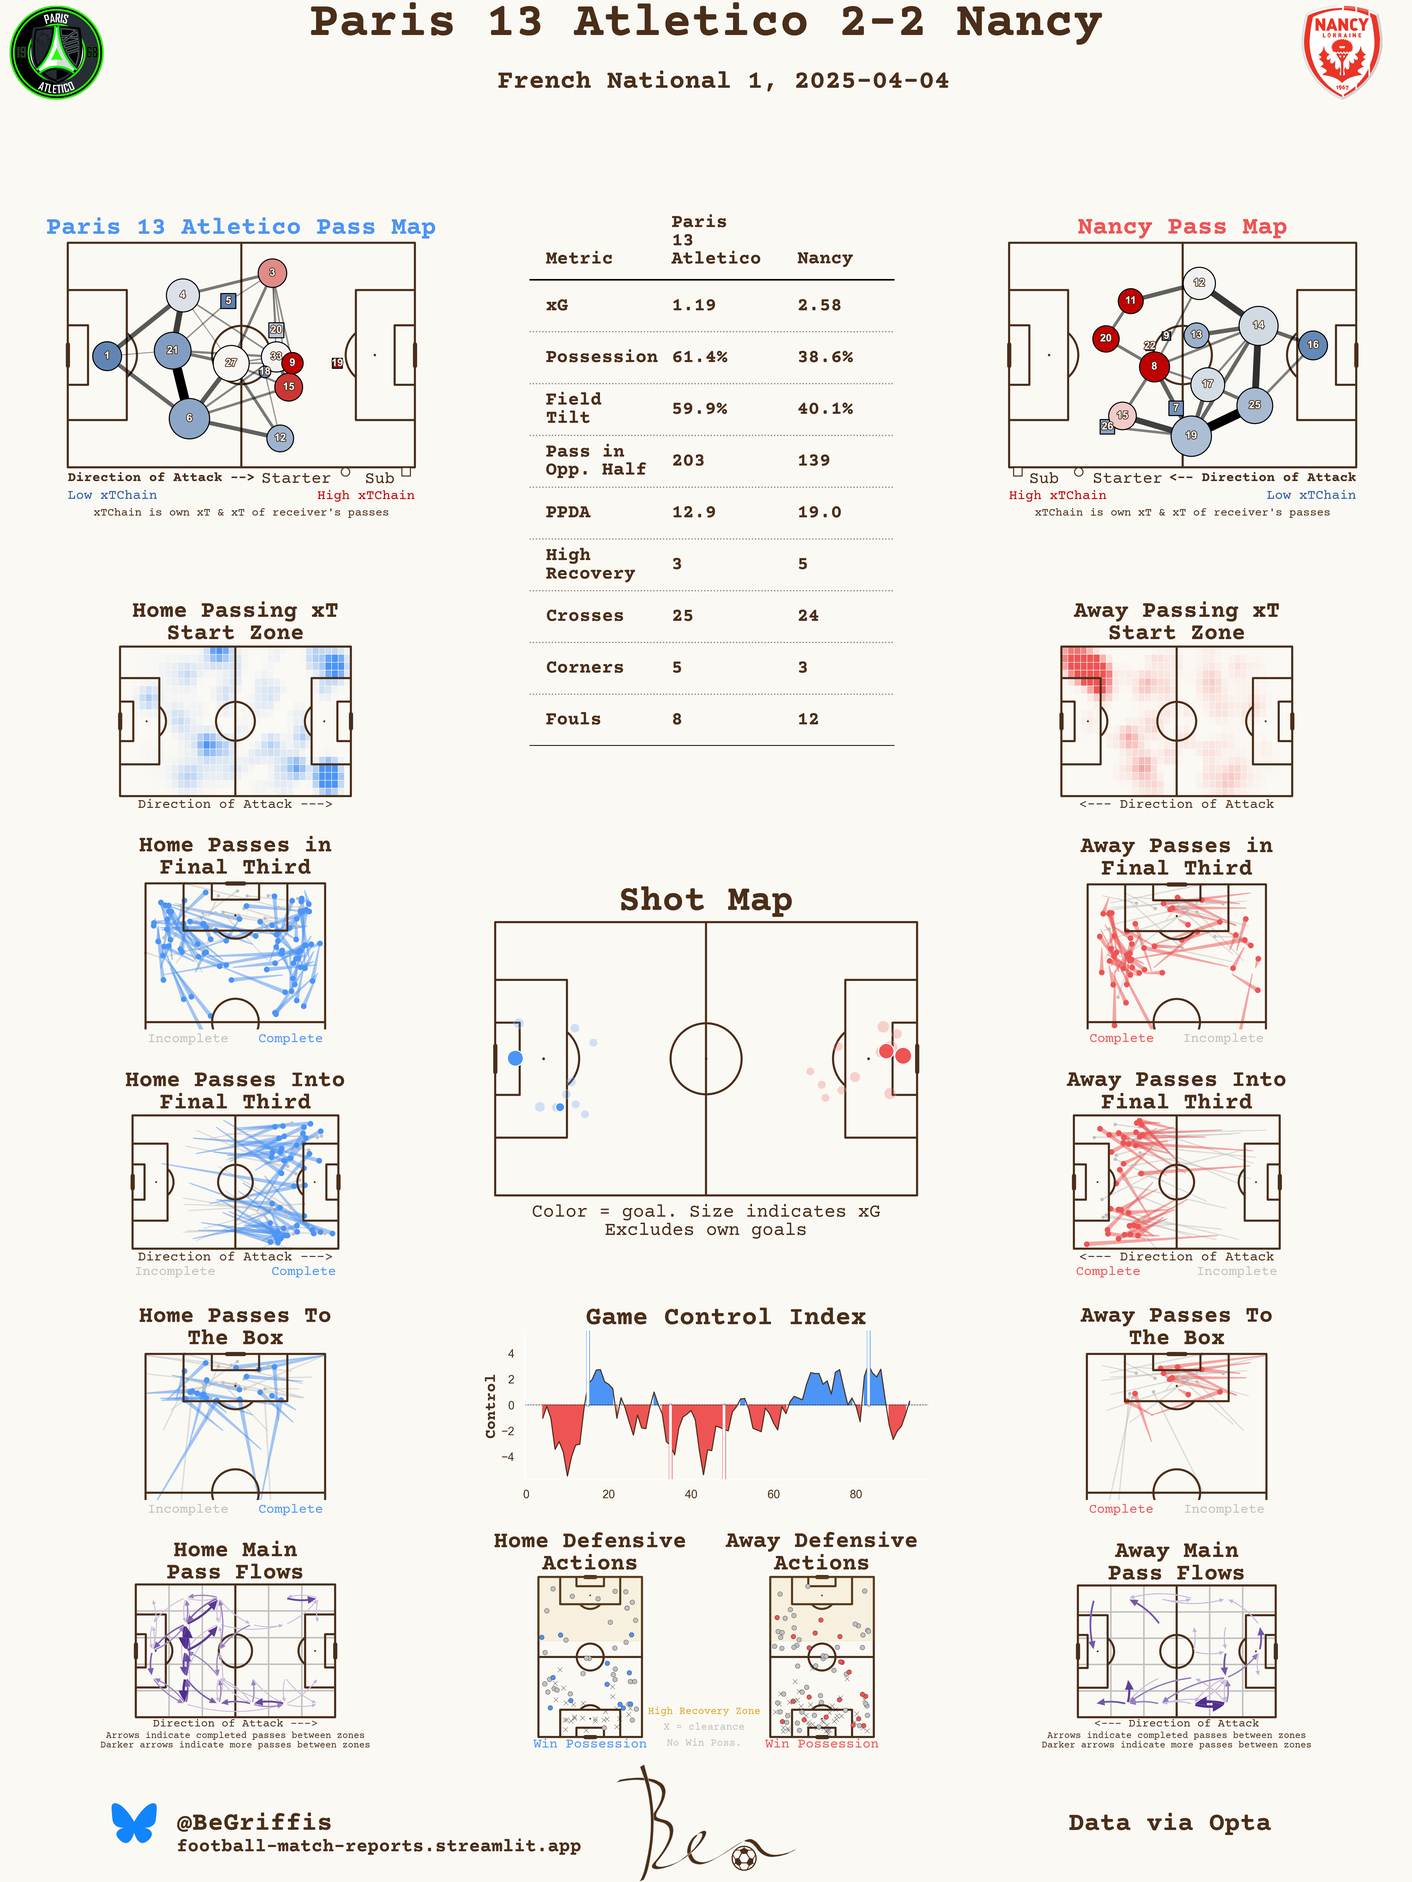 Paris 13 Atletico 2-2 Nancy
French National 1, 2025-04-04
PARIS
19 68
ATLETICO
NANCY
LORRAINE
1967
Paris 13 Atletico Pass Map
1 4 21 6 5 27 3 20 33 18 9 15 12 19
Direction of Attack --> Starter Sub
Low xTChain High xTChain
xTChain is own xT & xT of receiver's passes
Metric Paris 13 Atletico Nancy
xG 1.19 2.58
Possession 61.4% 38.6%
Field Tilt 59.9% 40.1%
Pass in Opp. Half 203 139
PPDA 12.9 19.0
High Recovery 3 5
Crosses 25 24
Corners 5 3
Fouls 8 12
Nancy Pass Map
11 12 20 22 9 13 14 16 8 17 7 25 15 26 19
Sub Starter <-- Direction of Attack
High xTChain Low xTChain
xTChain is own xT & xT of receiver's passes
Home Passing xT
Start Zone
Direction of Attack --->
Away Passing xT
Start Zone
<--- Direction of Attack
Home Passes in
Final Third
Incomplete Complete
Away Passes in
Final Third
Complete Incomplete
Shot Map
Color = goal. Size indicates xG
Excludes own goals
Home Passes Into
Final Third
Direction of Attack --->
Incomplete Complete
Away Passes Into
Final Third
<--- Direction of Attack
Complete Incomplete
Home Passes To
The Box
Incomplete Complete
Game Control Index
Control
4
2
0
−2
−4
0 20 40 60 80
Away Passes To
The Box
Complete Incomplete
Home Main
Pass Flows
Direction of Attack --->
Arrows indicate completed passes between zones
Darker arrows indicate more passes between zones
Home Defensive
Actions
Win Possession
Away Defensive
Actions
Win Possession
High Recovery Zone
X = clearance
No Win Poss.
Away Main
Pass Flows
<--- Direction of Attack
Arrows indicate completed passes between zones
Darker arrows indicate more passes between zones
@BeGriffis
football-match-reports.streamlit.app
Ben
Data via Opta